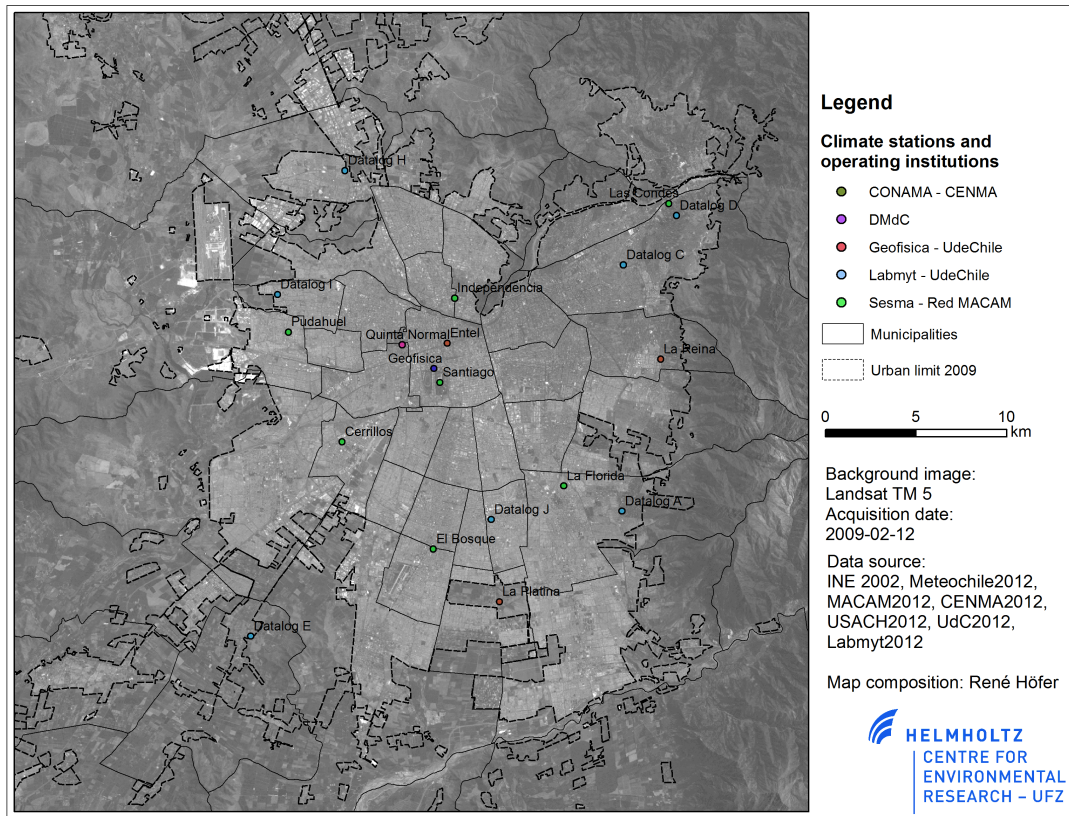 Datalog H
Las Condes
Datalog D
Datalog C
Datalog I
Independencia
Pudahuel
Quinta Normal
Entel
La Reina
Geofisica
Santiago
Cerrillos
La Florida
Datalog A
Datalog J
El Bosque
La Platina
Datalog E
Legend
Climate stations and
operating institutions
CONAMA - CENMA
DMdC
Geofisica - UdeChile
Labmyt - UdeChile
Sesma - Red MACAM
Municipalities
Urban limit 2009
0 5 10
km
Background image:
Landsat TM 5
Acquisition date:
2009-02-12
Data source:
INE 2002, Meteochile2012,
MACAM2012, CENMA2012,
USACH2012, UdC2012,
Labmyt2012
Map composition: René Höfer
HELMHOLTZ
CENTRE FOR
ENVIRONMENTAL
RESEARCH – UFZ